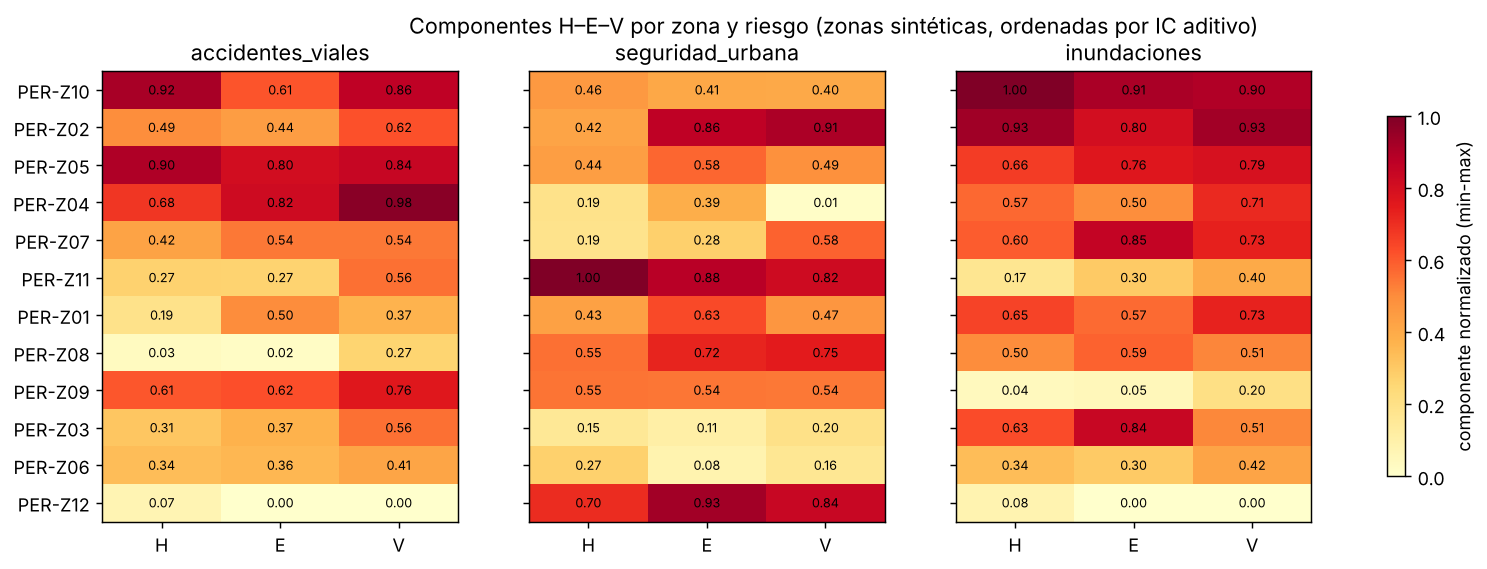 Componentes H–E–V por zona y riesgo (zonas sintéticas, ordenadas por IC aditivo)
accidentes_viales seguridad_urbana inundaciones
PER-Z10 0.92 0.61 0.86 0.46 0.41 0.40 1.00 0.91 0.90
PER-Z02 0.49 0.44 0.62 0.42 0.86 0.91 0.93 0.80 0.93
PER-Z05 0.90 0.80 0.84 0.44 0.58 0.49 0.66 0.76 0.79
PER-Z04 0.68 0.82 0.98 0.19 0.39 0.01 0.57 0.50 0.71
PER-Z07 0.42 0.54 0.54 0.19 0.28 0.58 0.60 0.85 0.73
PER-Z11 0.27 0.27 0.56 1.00 0.88 0.82 0.17 0.30 0.40
PER-Z01 0.19 0.50 0.37 0.43 0.63 0.47 0.65 0.57 0.73
PER-Z08 0.03 0.02 0.27 0.55 0.72 0.75 0.50 0.59 0.51
PER-Z09 0.61 0.62 0.76 0.55 0.54 0.54 0.04 0.05 0.20
PER-Z03 0.31 0.37 0.56 0.15 0.11 0.20 0.63 0.84 0.51
PER-Z06 0.34 0.36 0.41 0.27 0.08 0.16 0.34 0.30 0.42
PER-Z12 0.07 0.00 0.00 0.70 0.93 0.84 0.08 0.00 0.00
H E V H E V H E V
1.0
0.8
0.6
0.4
0.2
0.0
componente normalizado (min-max)